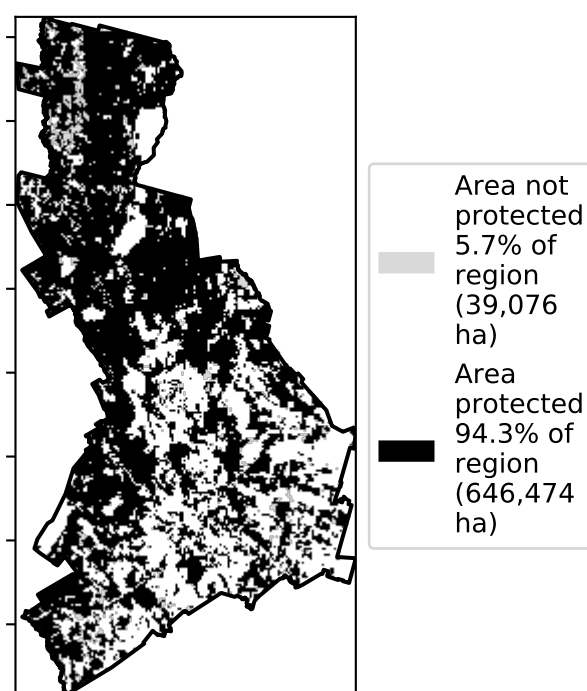 Area not
protected
5.7% of
region
(39,076
ha)
Area
protected
94.3% of
region
(646,474
ha)